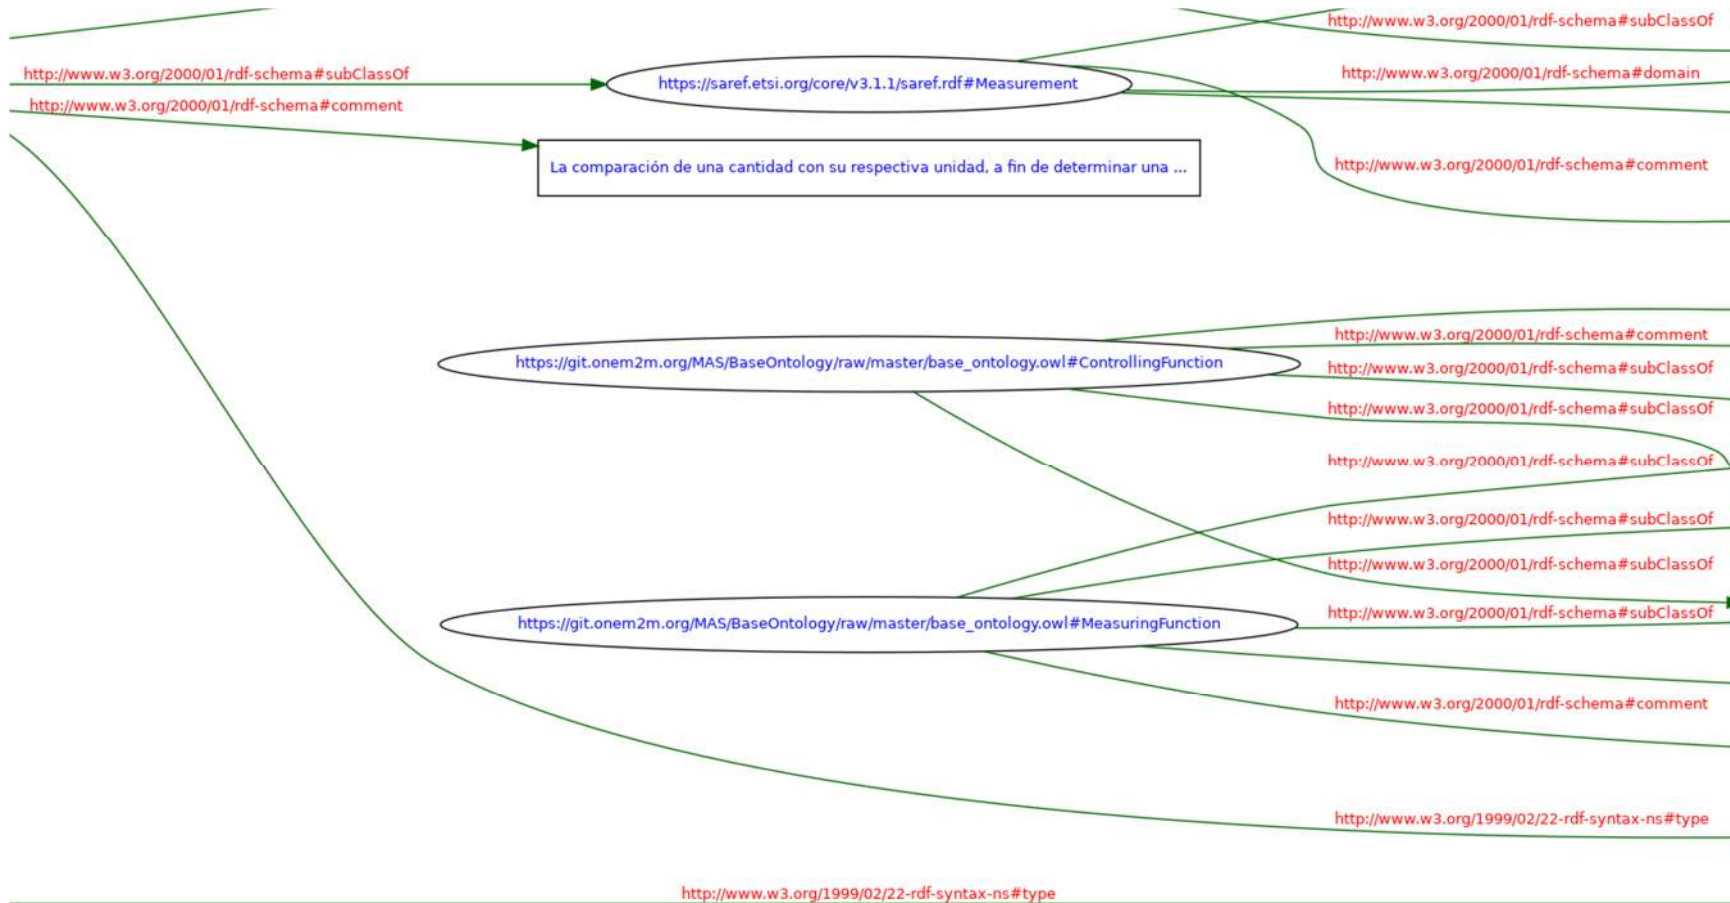 http://www.w3.org/2000/01/rdf-schema#subClassOf
http://www.w3.org/2000/01/rdf-schema#subClassOf
https://saref.etsi.org/core/v3.1.1/saref.rdf#Measurement
http://www.w3.org/2000/01/rdf-schema#domain
http://www.w3.org/2000/01/rdf-schema#comment
La comparación de una cantidad con su respectiva unidad, a fin de determinar una ...
http://www.w3.org/2000/01/rdf-schema#comment
http://www.w3.org/2000/01/rdf-schema#comment
https://git.onem2m.org/MAS/BaseOntology/raw/master/base_ontology.owl#ControllingFunction
http://www.w3.org/2000/01/rdf-schema#subClassOf
http://www.w3.org/2000/01/rdf-schema#subClassOf
http://www.w3.org/2000/01/rdf-schema#subClassOf
http://www.w3.org/2000/01/rdf-schema#subClassOf
http://www.w3.org/2000/01/rdf-schema#subClassOf
http://www.w3.org/2000/01/rdf-schema#subClassOf
https://git.onem2m.org/MAS/BaseOntology/raw/master/base_ontology.owl#MeasuringFunction
http://www.w3.org/2000/01/rdf-schema#comment
http://www.w3.org/1999/02/22-rdf-syntax-ns#type
http://www.w3.org/1999/02/22-rdf-syntax-ns#type